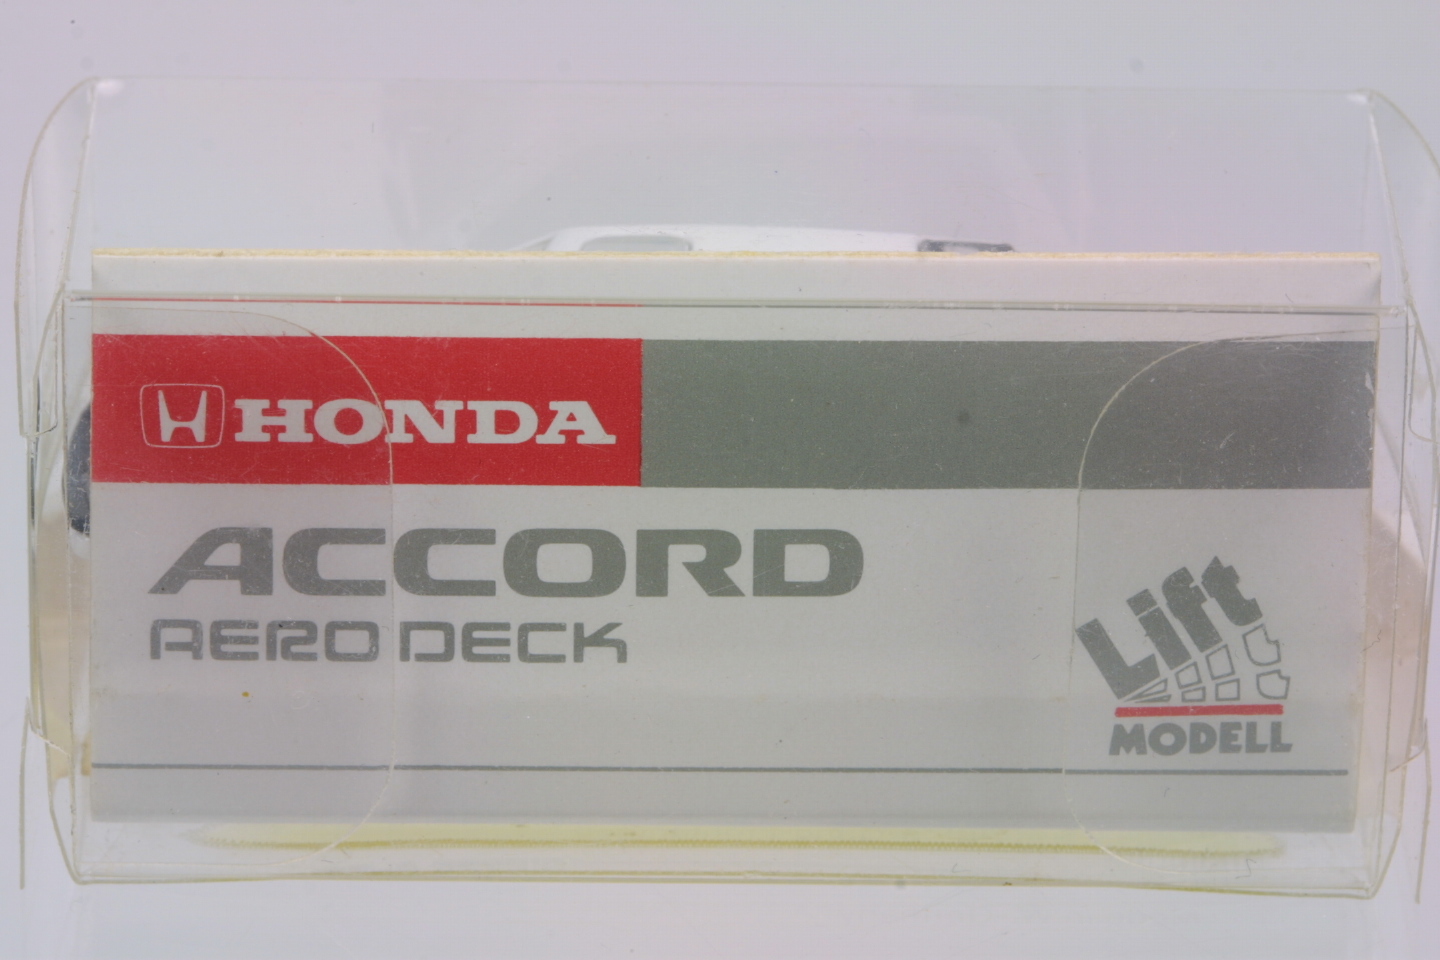 HONDA
ACCORD
AERO DECK
Lift
MODELL